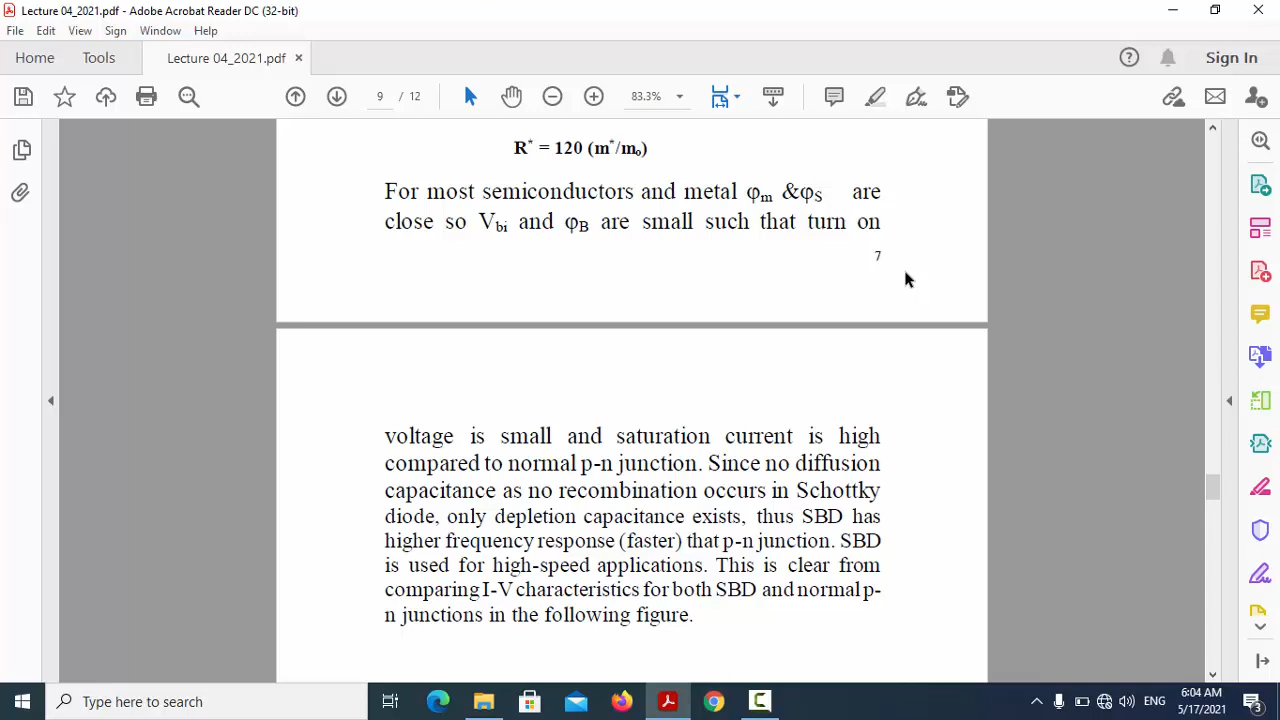 Lecture 04_2021.pdf - Adobe Acrobat Reader DC (32-bit)
File Edit View Sign Window Help
Home Tools Lecture 04_2021.pdf × Sign In
9 / 12 83.3%
R* = 120 (m*/mo)
For most semiconductors and metal φm &φS are
close so Vbi and φB are small such that turn on
7
voltage is small and saturation current is high
compared to normal p-n junction. Since no diffusion
capacitance as no recombination occurs in Schottky
diode, only depletion capacitance exists, thus SBD has
higher frequency response (faster) that p-n junction. SBD
is used for high-speed applications. This is clear from
comparing I-V characteristics for both SBD and normal p-
n junctions in the following figure.
Type here to search
ENG
6:04 AM
5/17/2021
3